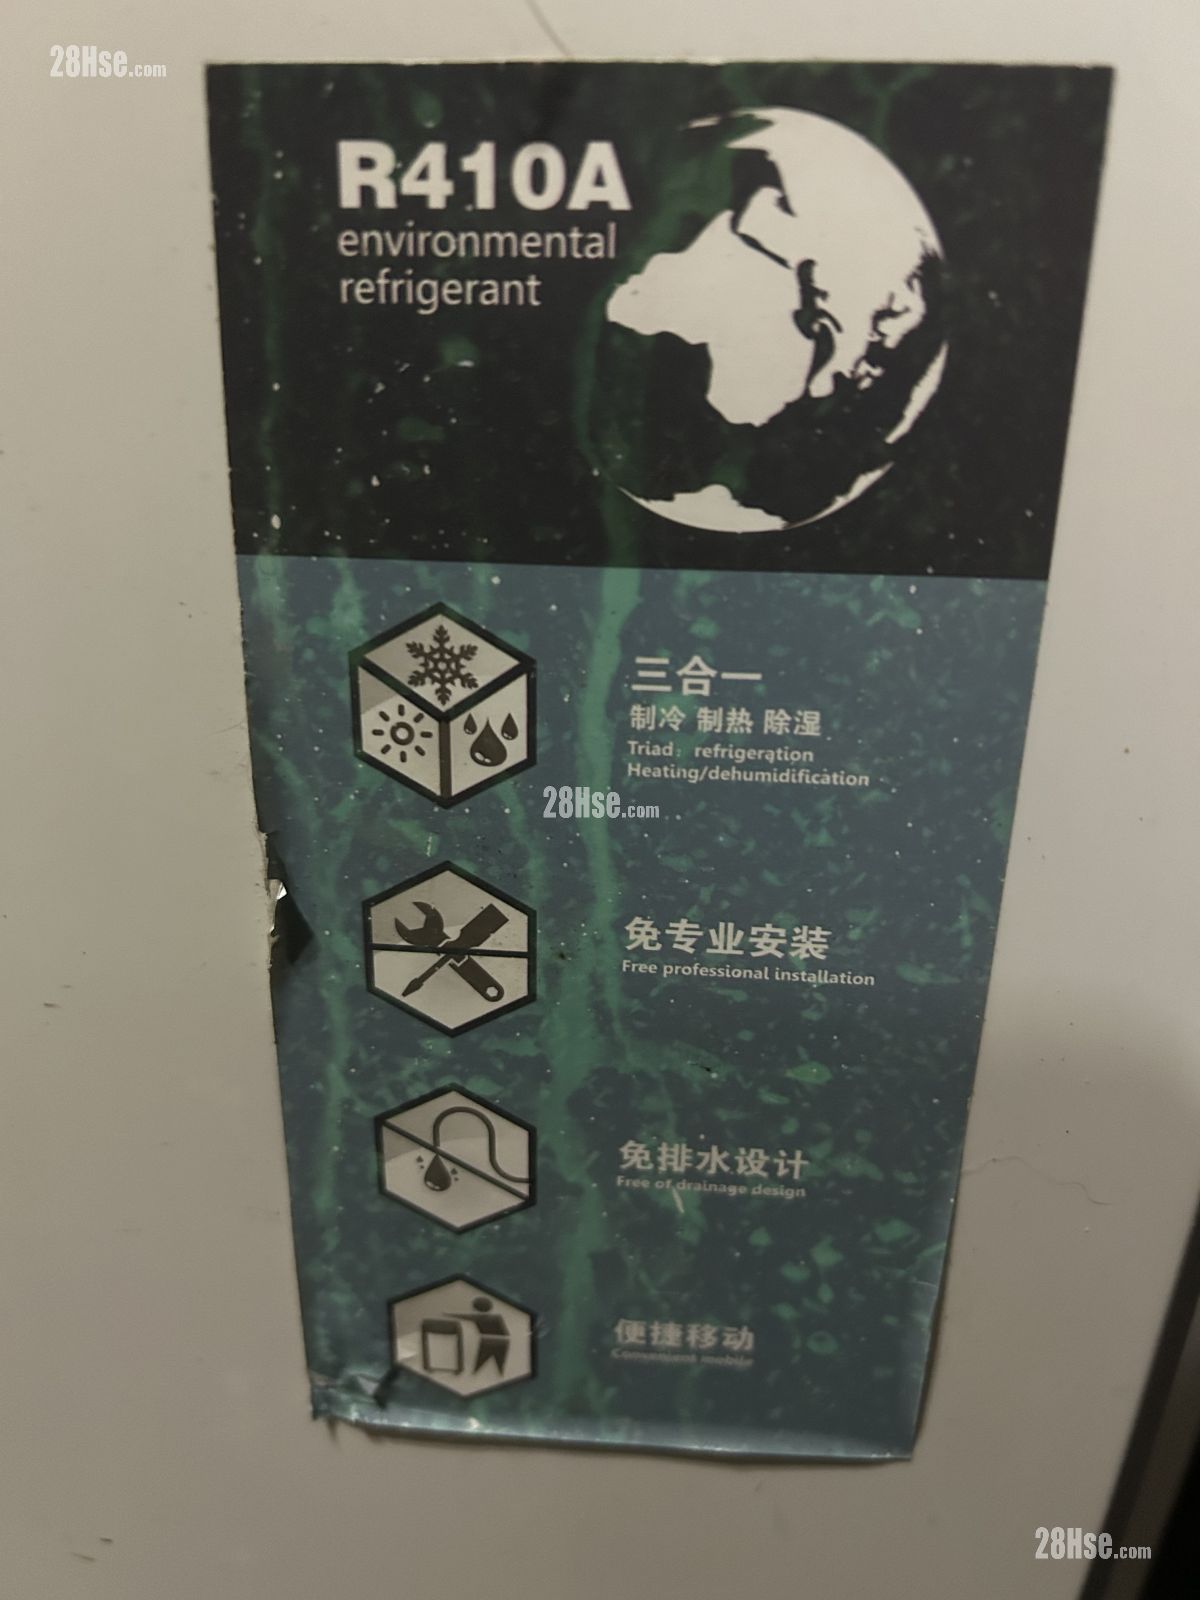 28Hse.com
R410A
environmental
refrigerant
三合一
制冷 制热 除湿
Triad：refrigeration
Heating/dehumidification
28Hse.com
免专业安装
Free professional installation
免排水设计
Free of drainage design
便捷移动
Convenient mobile
28Hse.com